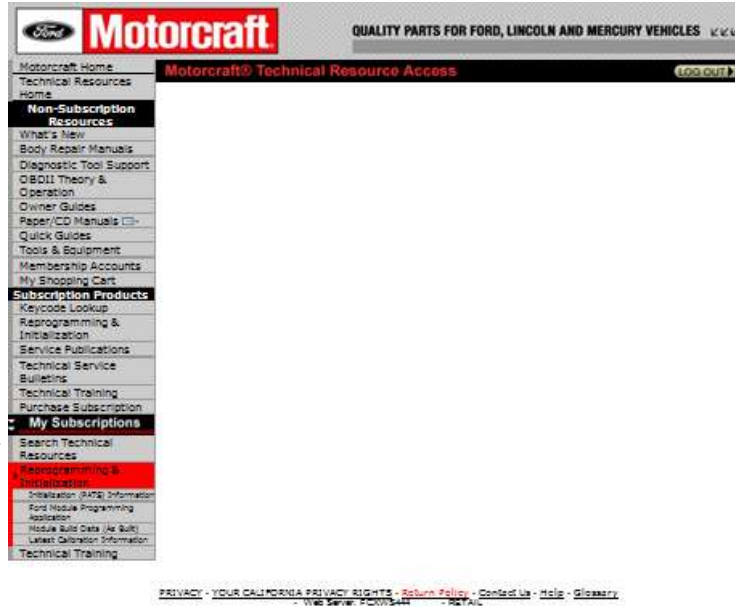 Ford Motorcraft
QUALITY PARTS FOR FORD, LINCOLN AND MERCURY VEHICLES
Motorcraft® Technical Resource Access
LOG OUT
Motorcraft Home
Technical Resources
Home
Non-Subscription
Resources
What's New
Body Repair Manuals
Diagnostic Tool Support
OBDII Theory &
Operation
Owner Guides
Paper/CD Manuals
Quick Guides
Tools & Equipment
Membership Accounts
My Shopping Cart
Subscription Products
Keycode Lookup
Reprogramming &
Initialization
Service Publications
Technical Service
Bulletins
Technical Training
Purchase Subscription
My Subscriptions
Search Technical
Resources
Reprogramming &
Initialization
Initialization (PATS) Information
Ford Module Programming
Application
Module Build Data (As Built)
Latest Calibration Information
Technical Training
PRIVACY - YOUR CALIFORNIA PRIVACY RIGHTS - Return Policy - Contact Us - Help - Glossary
- Web Server: - RETAIL